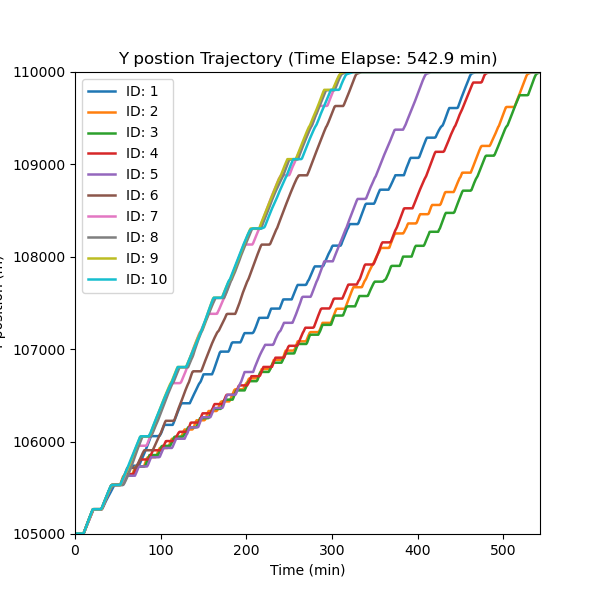 Y postion Trajectory (Time Elapse: 542.9 min)
110000
109000
108000
107000
106000
105000
ID: 1
ID: 2
ID: 3
ID: 4
ID: 5
ID: 6
ID: 7
ID: 8
ID: 9
ID: 10
0 100 200 300 400 500
Time (min)